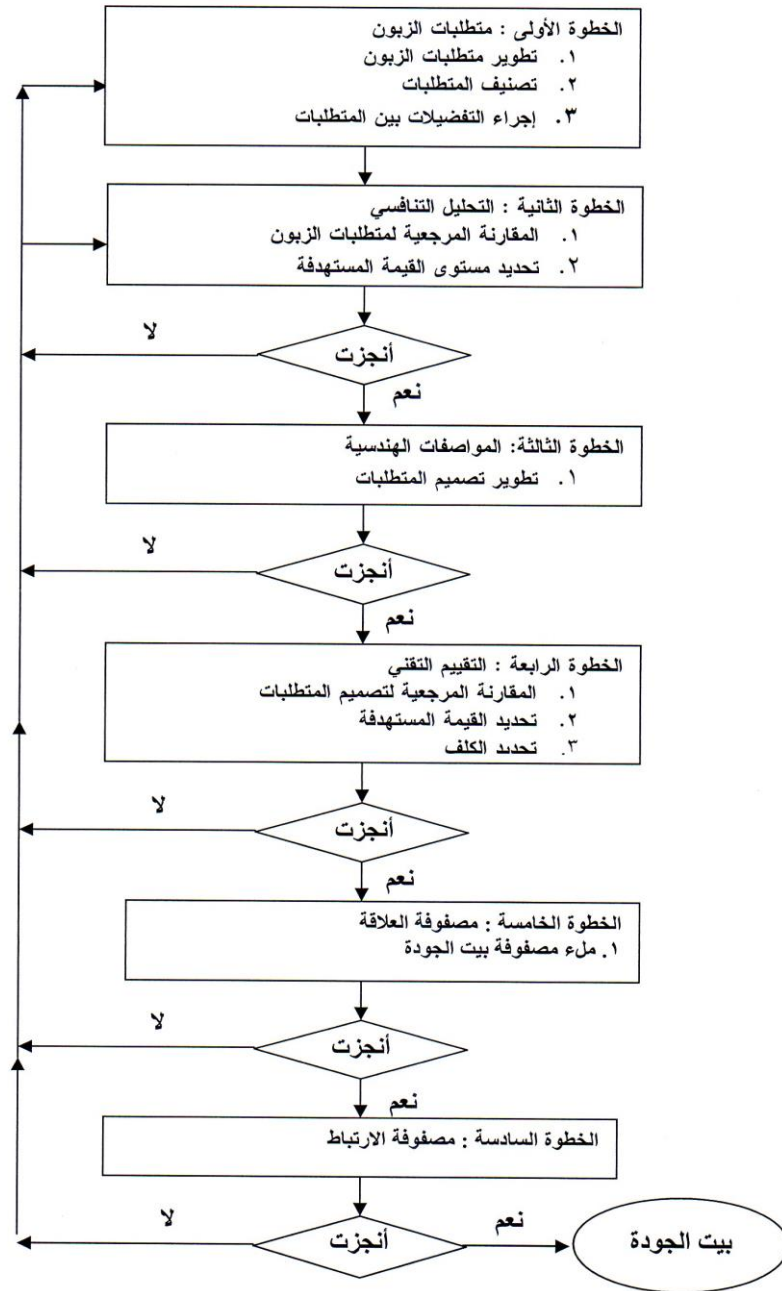 الخطوة الأولى : متطلبات الزبون
١. تطوير متطلبات الزبون
٢. تصنيف المتطلبات
٣. إجراء التفضيلات بين المتطلبات
الخطوة الثانية : التحليل التنافسي
١. المقارنة المرجعية لمتطلبات الزبون
٢. تحديد مستوى القيمة المستهدفة
أنجزت
لا
نعم
الخطوة الثالثة: المواصفات الهندسية
١. تطوير تصميم المتطلبات
أنجزت
لا
نعم
الخطوة الرابعة : التقييم التقني
١. المقارنة المرجعية لتصميم المتطلبات
٢. تحديد القيمة المستهدفة
٣. تحديد الكلف
أنجزت
لا
نعم
الخطوة الخامسة : مصفوفة العلاقة
١. ملء مصفوفة بيت الجودة
أنجزت
لا
نعم
الخطوة السادسة : مصفوفة الارتباط
أنجزت
لا
نعم
بيت الجودة